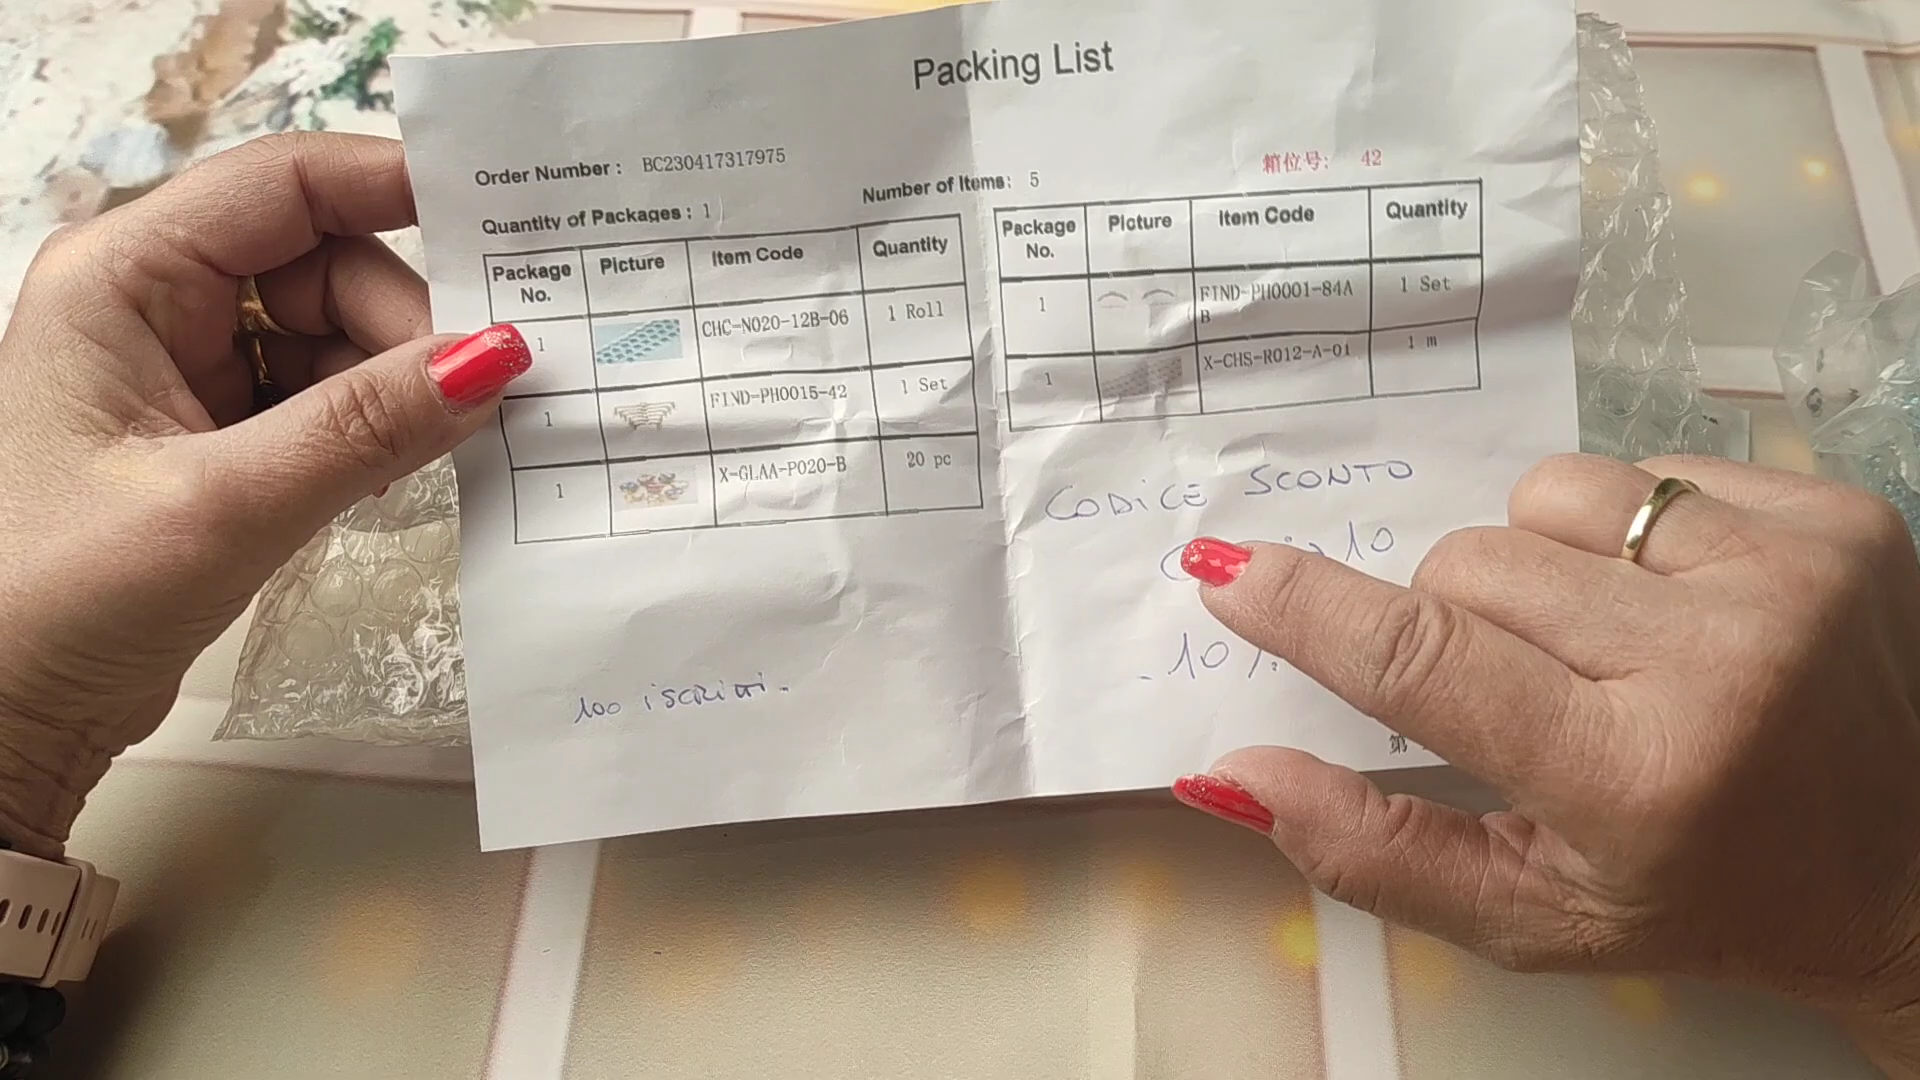 Packing List
Order Number : BC230417317975
Number of Items: 5
箱位号: 42
Quantity of Packages : 1
Package No. Picture Item Code Quantity
1 CHC-N020-12B-06 1 Roll
1 FIND-PH0015-42 1 Set
1 X-GLAA-P020-B 20 pc
Package No. Picture Item Code Quantity
1 FIND-PH0001-84A 1 Set
B
1 X-CHS-R012-A-01 1 m
CODICE SCONTO
10
- 10 %
100 iscritti.
第